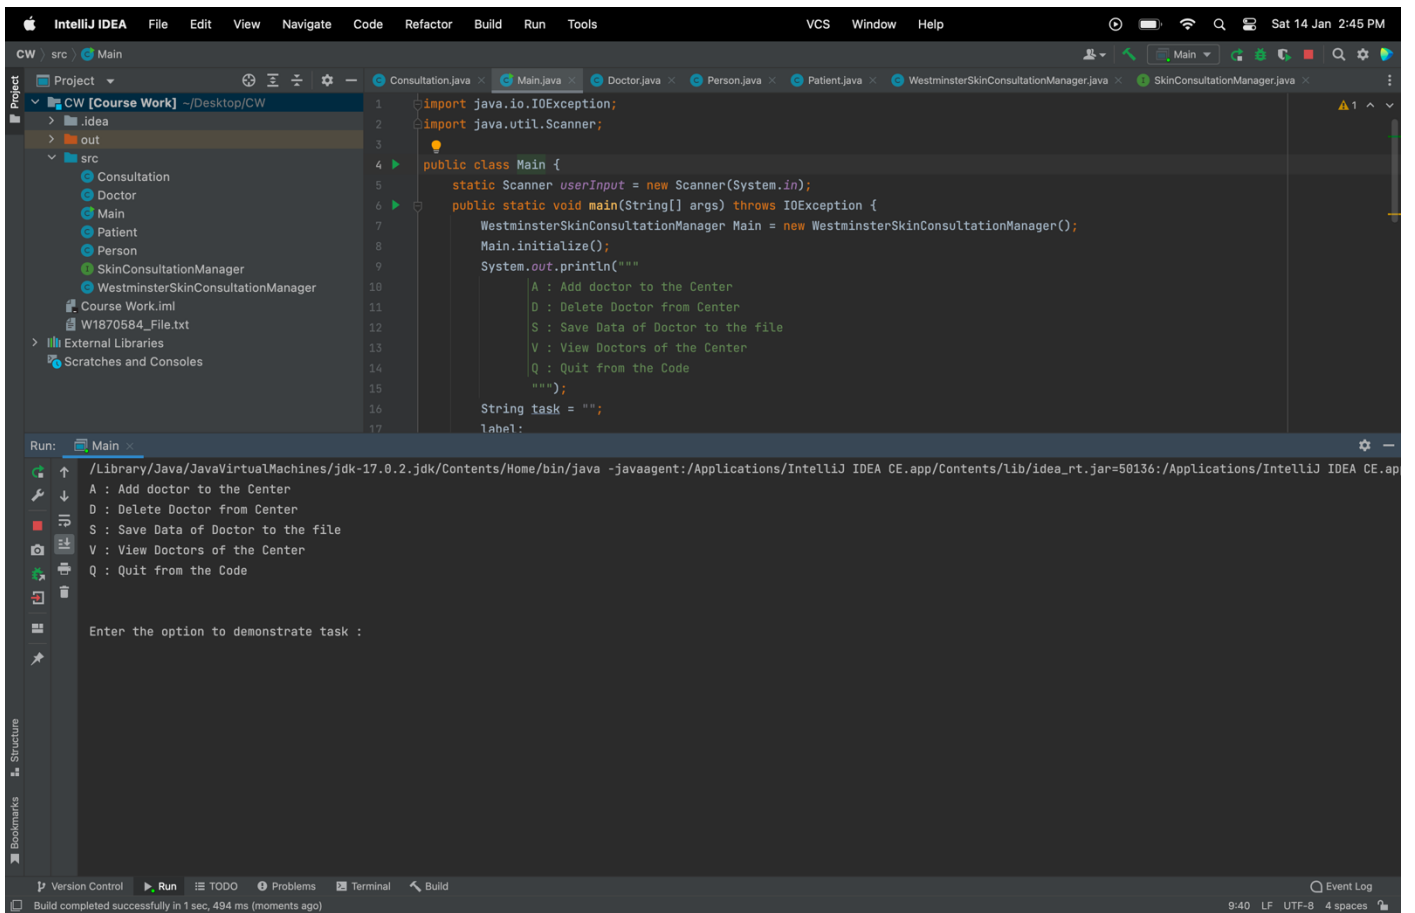 IntelliJ IDEA File Edit View Navigate Code Refactor Build Run Tools VCS Window Help Sat 14 Jan 2:45 PM
CW src Main Main
Project
Consultation.java Main.java Doctor.java Person.java Patient.java WestminsterSkinConsultationManager.java SkinConsultationManager.java
Project
CW [Course Work] ~/Desktop/CW
.idea
out
src
Consultation
Doctor
Main
Patient
Person
SkinConsultationManager
WestminsterSkinConsultationManager
Course Work.iml
W1870584_File.txt
External Libraries
Scratches and Consoles
1 import java.io.IOException;
2 import java.util.Scanner;
3
4 public class Main {
5 static Scanner userInput = new Scanner(System.in);
6 public static void main(String[] args) throws IOException {
7 WestminsterSkinConsultationManager Main = new WestminsterSkinConsultationManager();
8 Main.initialize();
9 System.out.println("""
10 A : Add doctor to the Center
11 D : Delete Doctor from Center
12 S : Save Data of Doctor to the file
13 V : View Doctors of the Center
14 Q : Quit from the Code
15 """);
16 String task = "";
17 label:
1
Run: Main
/Library/Java/JavaVirtualMachines/jdk-17.0.2.jdk/Contents/Home/bin/java -javaagent:/Applications/IntelliJ IDEA CE.app/Contents/lib/idea_rt.jar=50136:/Applications/IntelliJ IDEA CE.ap
A : Add doctor to the Center
D : Delete Doctor from Center
S : Save Data of Doctor to the file
V : View Doctors of the Center
Q : Quit from the Code
Enter the option to demonstrate task :
Structure
Bookmarks
Version Control Run TODO Problems Terminal Build Event Log
Build completed successfully in 1 sec, 494 ms (moments ago) 9:40 LF UTF-8 4 spaces